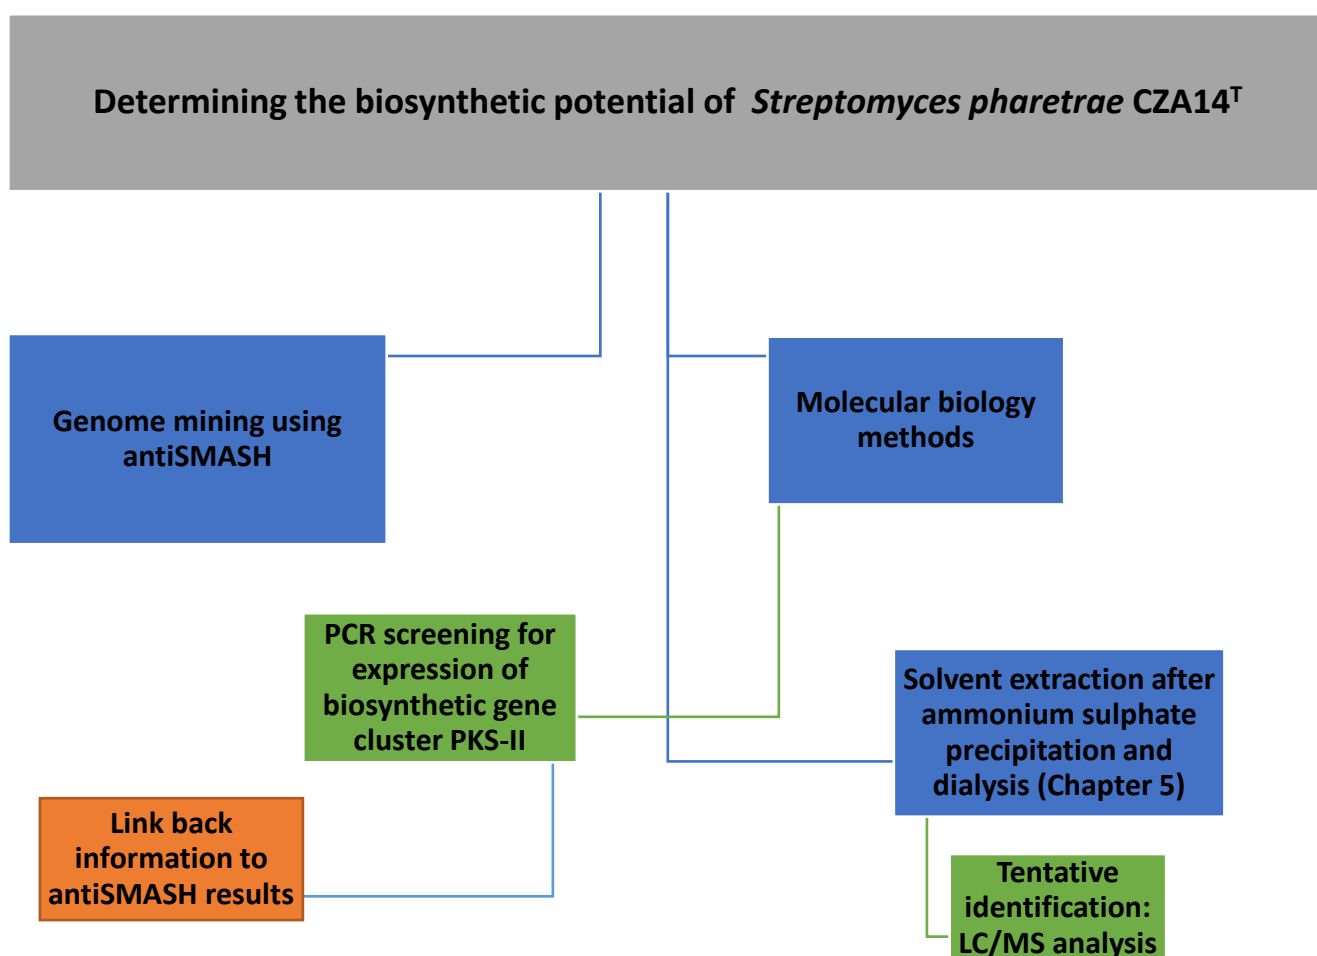 Determining the biosynthetic potential of Streptomyces pharetrae CZA14ᵀ
Genome mining using
antiSMASH
Molecular biology
methods
PCR screening for
expression of
biosynthetic gene
cluster PKS-II
Solvent extraction after
ammonium sulphate
precipitation and
dialysis (Chapter 5)
Link back
information to
antiSMASH results
Tentative
identification:
LC/MS analysis